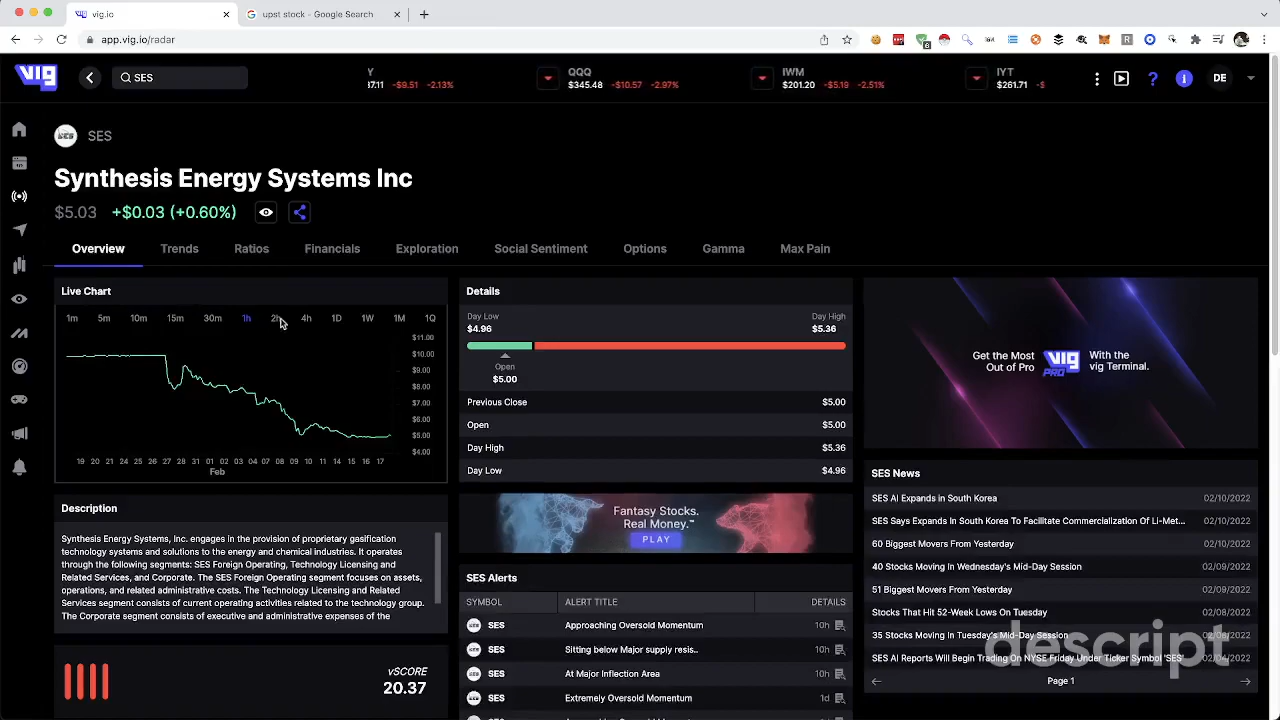 vig.io
upst stock - Google Search
app.vig.io/radar
vig
SES
Y
QQQ
IWM
IYT
-$9.51 -2.13%
$345.48 -$10.57 -2.97%
$201.20 -$5.19 -2.51%
$261.71 -$
DE
SES
Synthesis Energy Systems Inc
$5.03 +$0.03 (+0.60%)
Overview Trends Ratios Financials Exploration Social Sentiment Options Gamma Max Pain
Live Chart
1m 5m 10m 15m 30m 1h 2h 4h 1D 1W 1M 1Q
$11.00
$10.00
$9.00
$8.00
$7.00
$6.00
$5.00
$4.00
19 20 21 24 25 26 27 28 31 01 02 03 04 07 08 09 10 11 14 15 16 17
Feb
Description
Synthesis Energy Systems, Inc. engages in the provision of proprietary gasification
technology systems and solutions to the energy and chemical industries. It operates
through the following segments: SES Foreign Operating, Technology Licensing and
Related Services, and Corporate. The SES Foreign Operating segment focuses on assets,
operations, and related administrative costs. The Technology Licensing and Related
Services segment consists of current operating activities related to the technology group.
The Corporate segment consists of executive and administrative expenses of the
vSCORE
20.37
Details
Day Low Day High
$4.96 $5.36
Open
$5.00
Previous Close $5.00
Open $5.00
Day High $5.36
Day Low $4.96
Fantasy Stocks.
Real Money.™
PLAY
SES Alerts
SYMBOL ALERT TITLE DETAILS
SES Approaching Oversold Momentum 10h
SES Sitting below Major supply resis.. 10h
SES At Major Inflection Area 10h
SES Extremely Oversold Momentum 1d
Get the Most
Out of Pro
vig
PRO
With the
vig Terminal.
SES News
SES AI Expands in South Korea 02/10/2022
SES Says Expands In South Korea To Facilitate Commercialization Of Li-Met... 02/10/2022
60 Biggest Movers From Yesterday 02/10/2022
40 Stocks Moving In Wednesday's Mid-Day Session 02/09/2022
51 Biggest Movers From Yesterday 02/09/2022
Stocks That Hit 52-Week Lows On Tuesday 02/08/2022
35 Stocks Moving In Tuesday's Mid-Day Session 02/08/2022
SES AI Reports Will Begin Trading On NYSE Friday Under Ticker Symbol 'SES' 02/04/2022
Page 1
descript